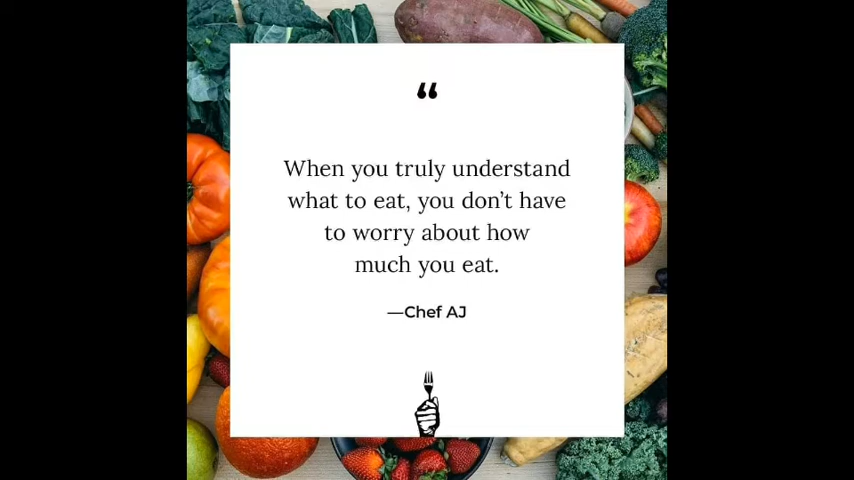 “
When you truly understand
what to eat, you don’t have
to worry about how
much you eat.
—Chef AJ